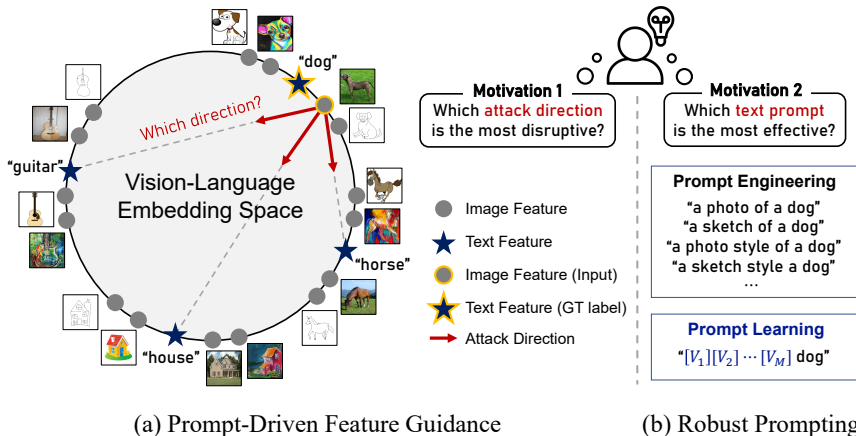 "dog"
Which direction?
"guitar"
Vision-Language
Embedding Space
"horse"
"house"
Image Feature
Text Feature
Image Feature (Input)
Text Feature (GT label)
Attack Direction
(a) Prompt-Driven Feature Guidance
Motivation 1
Which attack direction
is the most disruptive?
Motivation 2
Which text prompt
is the most effective?
Prompt Engineering
"a photo of a dog"
"a sketch of a dog"
"a photo style of a dog"
"a sketch style a dog"
...
Prompt Learning
"[V₁][V₂] ⋯ [V_M] dog"
(b) Robust Prompting